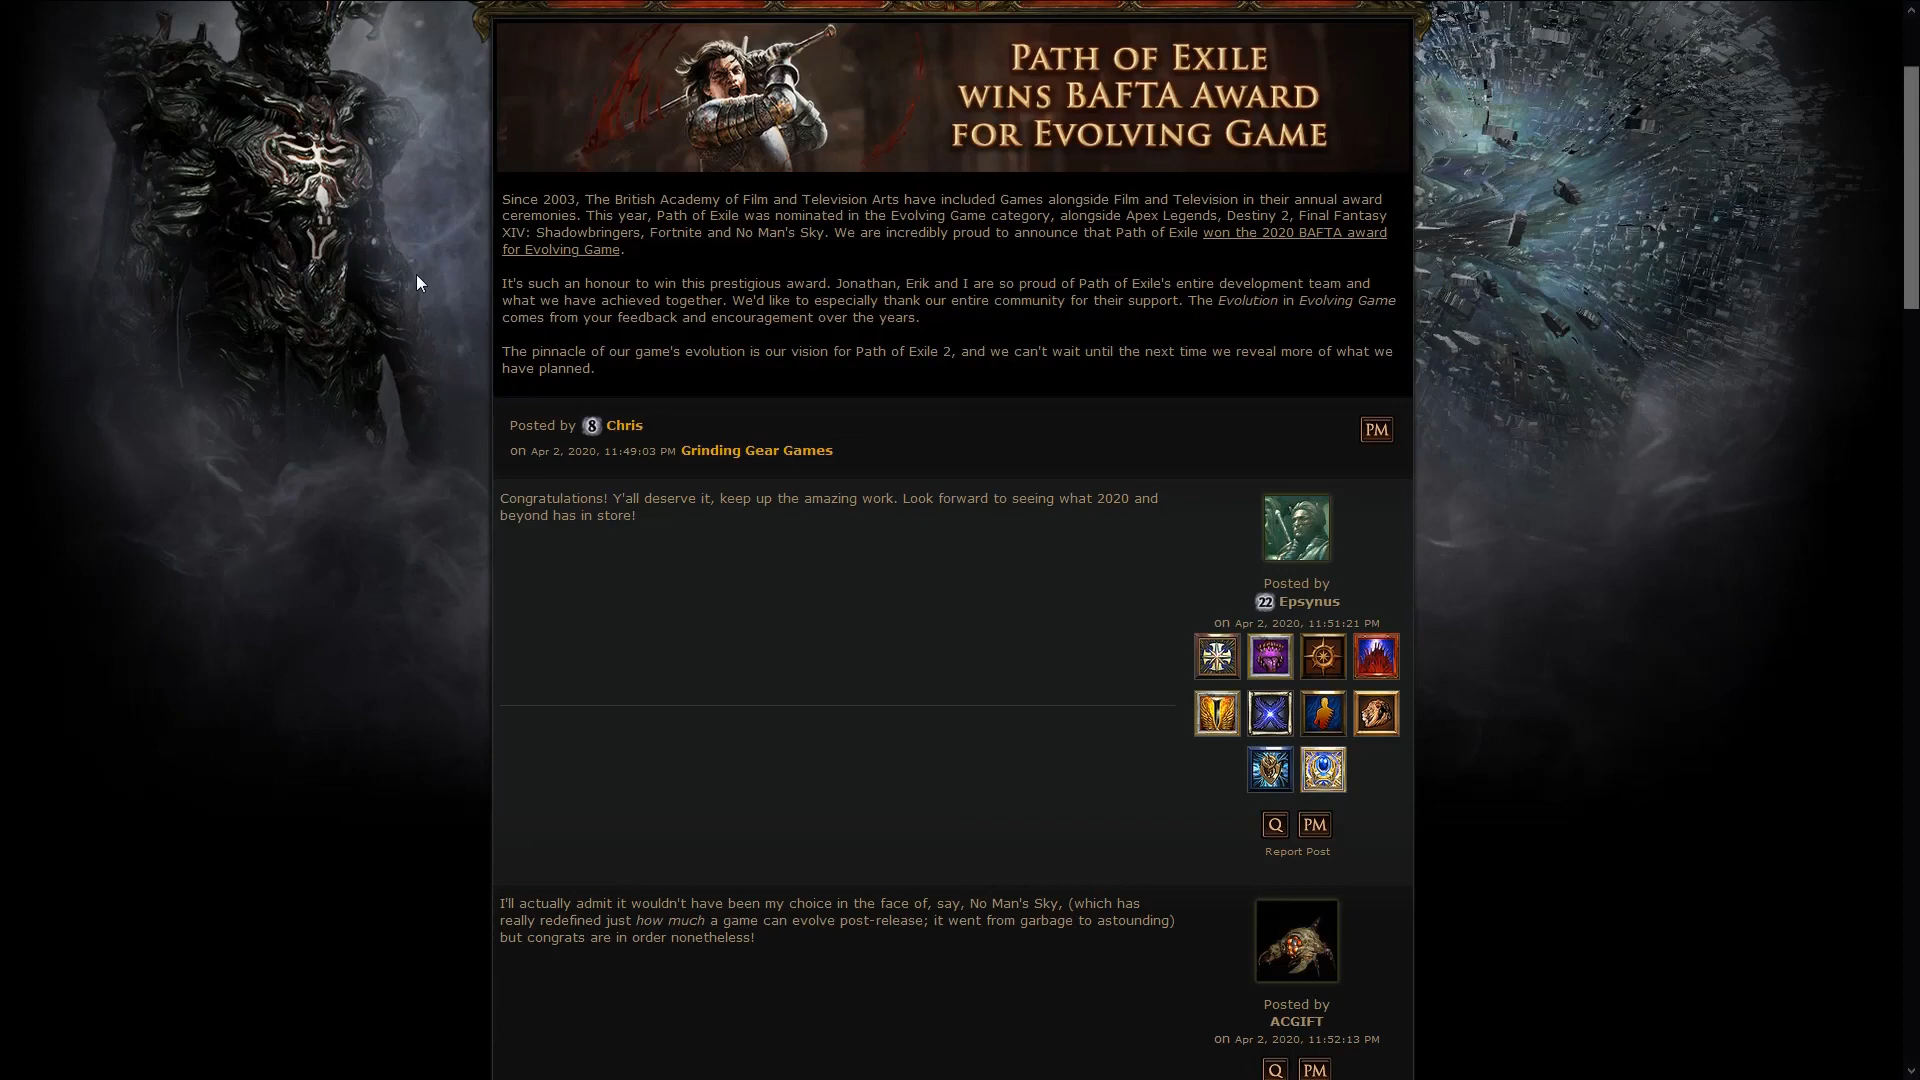 PATH OF EXILE
WINS BAFTA AWARD
FOR EVOLVING GAME
Since 2003, The British Academy of Film and Television Arts have included Games alongside Film and Television in their annual award
ceremonies. This year, Path of Exile was nominated in the Evolving Game category, alongside Apex Legends, Destiny 2, Final Fantasy
XIV: Shadowbringers, Fortnite and No Man's Sky. We are incredibly proud to announce that Path of Exile won the 2020 BAFTA award
for Evolving Game.
It's such an honour to win this prestigious award. Jonathan, Erik and I are so proud of Path of Exile's entire development team and
what we have achieved together. We'd like to especially thank our entire community for their support. The Evolution in Evolving Game
comes from your feedback and encouragement over the years.
The pinnacle of our game's evolution is our vision for Path of Exile 2, and we can't wait until the next time we reveal more of what we
have planned.
Posted by 8 Chris
on Apr 2, 2020, 11:49:03 PM Grinding Gear Games
PM
Congratulations! Y'all deserve it, keep up the amazing work. Look forward to seeing what 2020 and
beyond has in store!
Posted by
22 Epsynus
on Apr 2, 2020, 11:51:21 PM
Q PM
Report Post
I'll actually admit it wouldn't have been my choice in the face of, say, No Man's Sky, (which has
really redefined just how much a game can evolve post-release; it went from garbage to astounding)
but congrats are in order nonetheless!
Posted by
ACGIFT
on Apr 2, 2020, 11:52:13 PM
Q PM